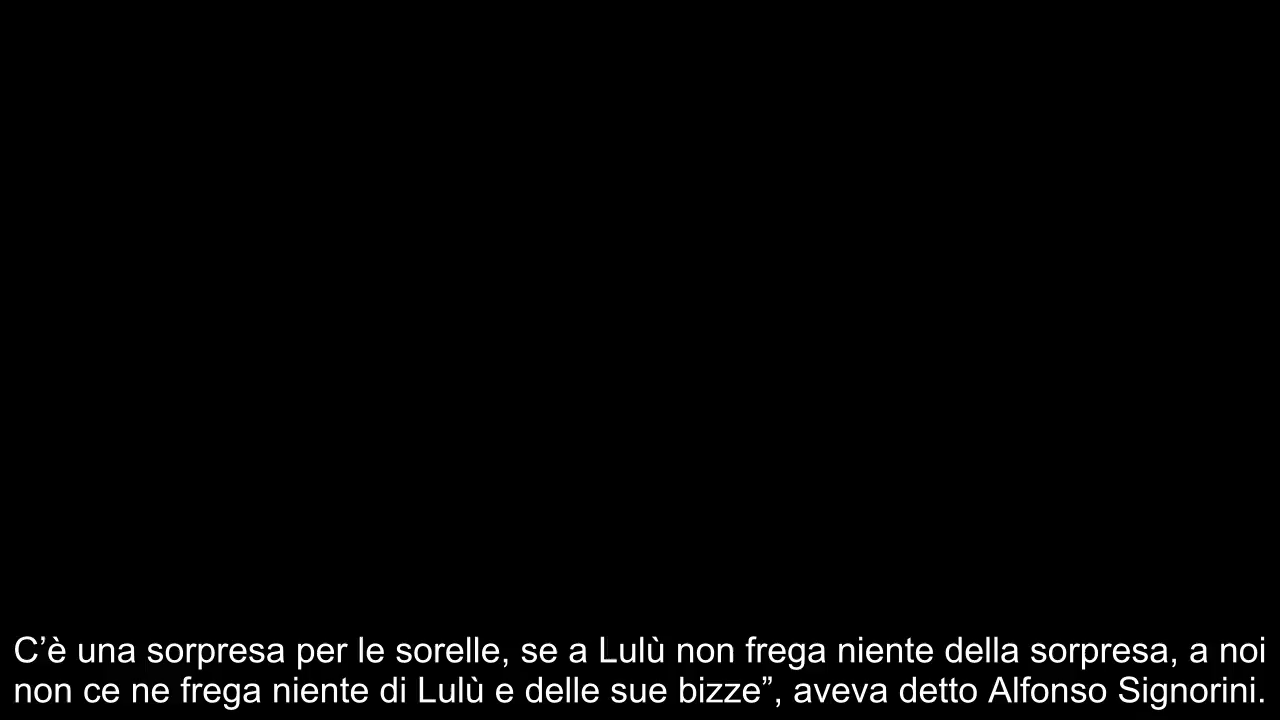 C’è una sorpresa per le sorelle, se a Lulù non frega niente della sorpresa, a noi
non ce ne frega niente di Lulù e delle sue bizze”, aveva detto Alfonso Signorini.